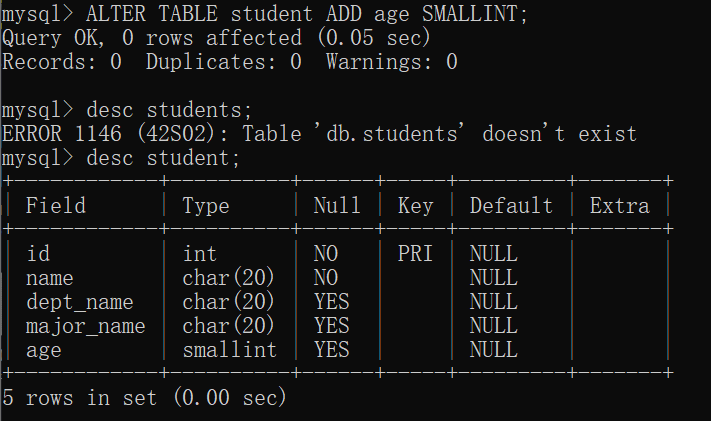 mysql> ALTER TABLE student ADD age SMALLINT;
Query OK, 0 rows affected (0.05 sec)
Records: 0  Duplicates: 0  Warnings: 0

mysql> desc students;
ERROR 1146 (42S02): Table 'db.students' doesn't exist
mysql> desc student;
+------------+----------+------+-----+---------+-------+
| Field      | Type     | Null | Key | Default | Extra |
+------------+----------+------+-----+---------+-------+
| id         | int      | NO   | PRI | NULL    |       |
| name       | char(20) | NO   |     | NULL    |       |
| dept_name  | char(20) | YES  |     | NULL    |       |
| major_name | char(20) | YES  |     | NULL    |       |
| age        | smallint | YES  |     | NULL    |       |
+------------+----------+------+-----+---------+-------+
5 rows in set (0.00 sec)